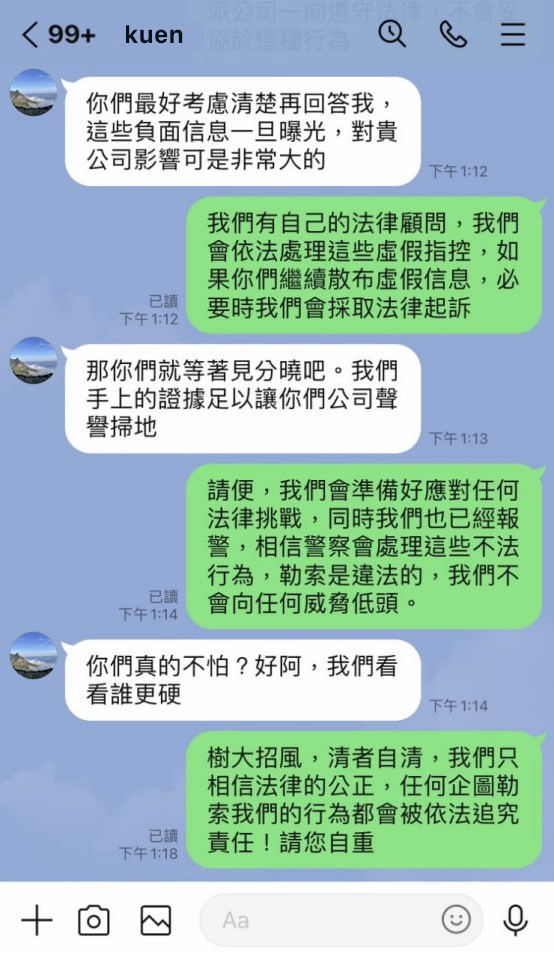 派公司一向遵守法律，不會妥
協於這種行為
99+ kuen
你們最好考慮清楚再回答我，
這些負面信息一旦曝光，對貴
公司影響可是非常大的
下午1:12
我們有自己的法律顧問，我們
會依法處理這些虛假指控，如
果你們繼續散布虛假信息，必
要時我們會採取法律起訴
已讀
下午1:12
那你們就等著見分曉吧。我們
手上的證據足以讓你們公司聲
譽掃地
下午1:13
請便，我們會準備好應對任何
法律挑戰，同時我們也已經報
警，相信警察會處理這些不法
行為，勒索是違法的，我們不
會向任何威脅低頭。
已讀
下午1:14
你們真的不怕？好阿，我們看
看誰更硬
下午1:14
樹大招風，清者自清，我們只
相信法律的公正，任何企圖勒
索我們的行為都會被依法追究
責任！請您自重
已讀
下午1:18
Aa